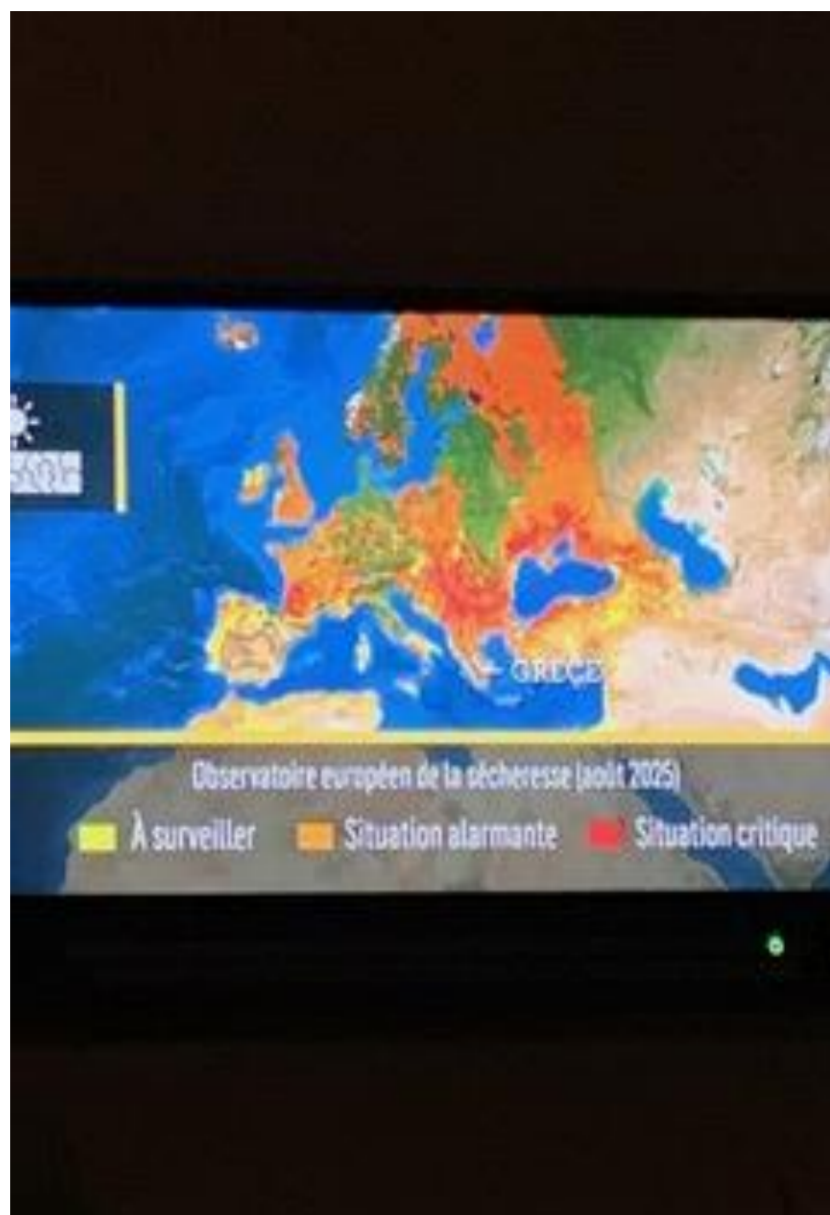 GRÈCE
Observatoire européen de la sécheresse (août 2025)
À surveiller
Situation alarmante
Situation critique